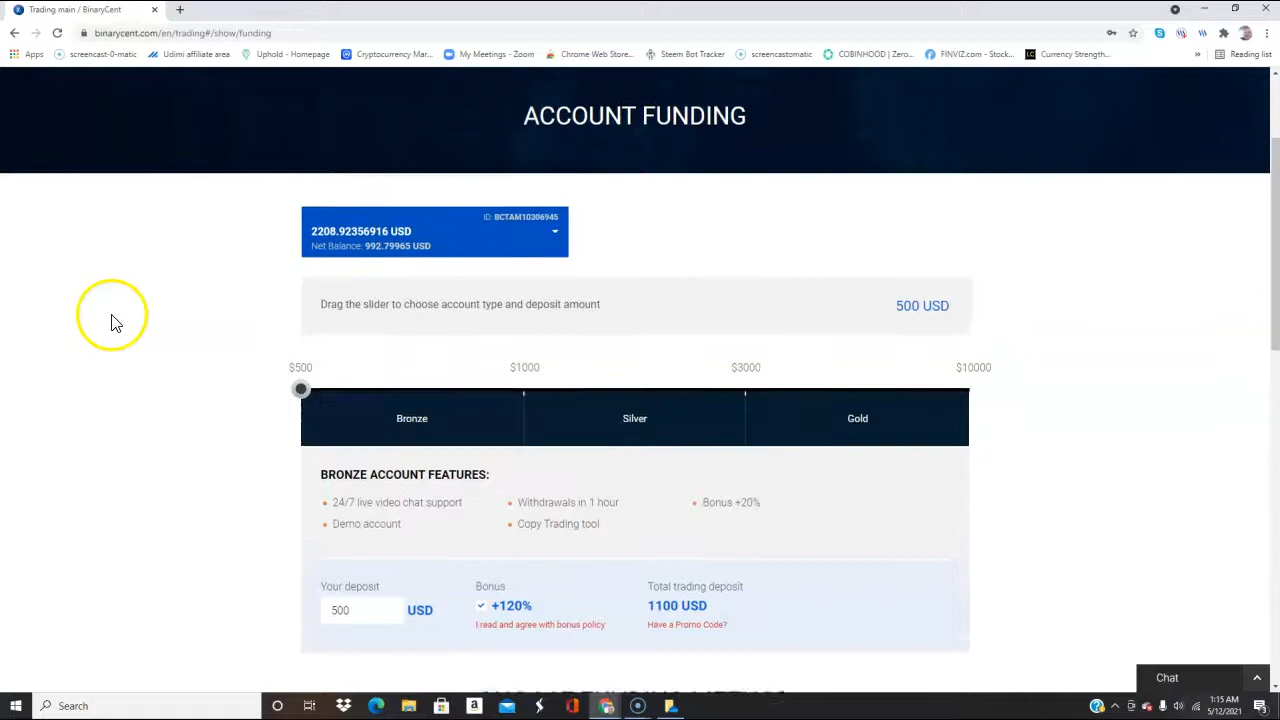 Trading main / BinaryCent
binarycent.com/en/trading#/show/funding
Apps
screencast-0-matic
Udimi affiliate area
Uphold - Homepage
Cryptocurrency Mar...
My Meetings - Zoom
Chrome Web Store...
Steem Bot Tracker
screencastomatic
COBINHOOD | Zero...
FINVIZ.com - Stock...
Currency Strength...
»
Reading list
ACCOUNT FUNDING
ID: BCTAM10306945
2208.92356916 USD
Net Balance: 992.79965 USD
Drag the slider to choose account type and deposit amount
500 USD
$500
$1000
$3000
$10000
Bronze
Silver
Gold
BRONZE ACCOUNT FEATURES:
24/7 live video chat support
Withdrawals in 1 hour
Bonus +20%
Demo account
Copy Trading tool
Your deposit
Bonus
Total trading deposit
500
USD
+120%
1100 USD
I read and agree with bonus policy
Have a Promo Code?
Chat
Search
1:15 AM
5/12/2021